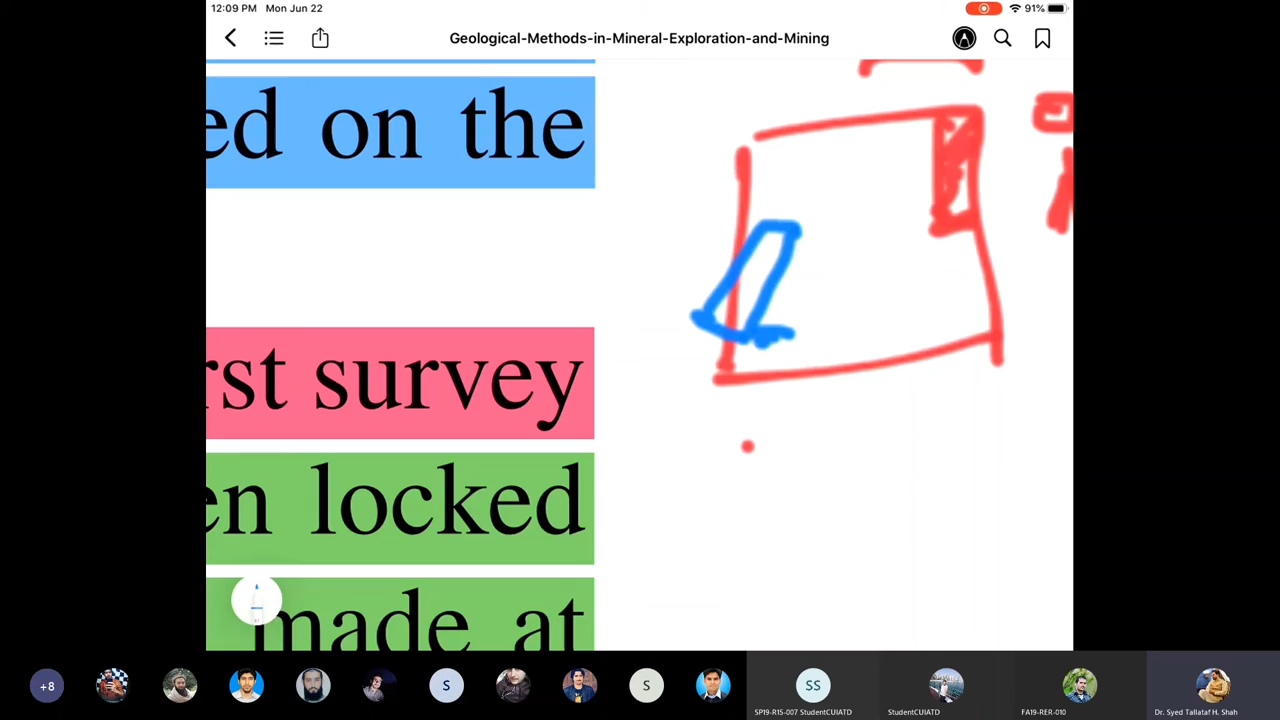 12:09 PM Mon Jun 22
91%
Geological-Methods-in-Mineral-Exploration-and-Mining
ed on the
rst survey
en locked
made at
+8
S
S
SS
SP19-R1S-007 StudentCUIATD
StudentCUIATD
FA19-RER-010
Dr. Syed Tallataf H. Shah